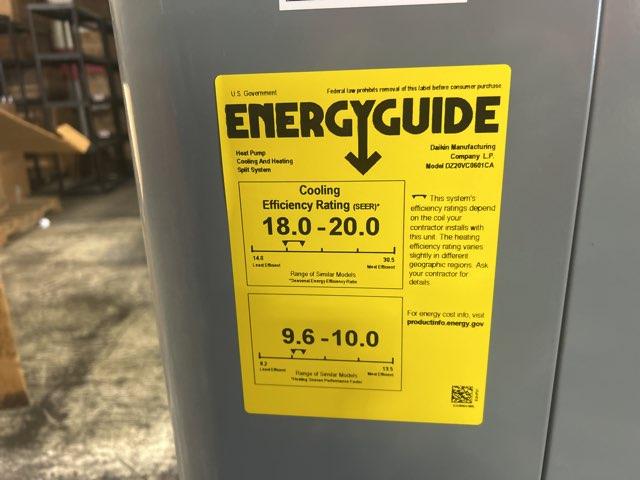 U.S. Government
Federal law prohibits removal of this label before consumer purchase
ENERGYGUIDE
Heat Pump
Cooling And Heating
Split System
Daikin Manufacturing
Company L.P.
Model DZ20VC0601CA
Cooling
Efficiency Rating (SEER)*
18.0 - 20.0
14.0
30.5
Least Efficient
Most Efficient
Range of Similar Models
*Seasonal Energy Efficiency Ratio
This system's
efficiency ratings depend
on the coil your
contractor installs with
this unit. The heating
efficiency rating varies
slightly in different
geographic regions. Ask
your contractor for
details
9.6 - 10.0
8.2
13.5
Least Efficient
Most Efficient
Range of Similar Models
*Heating Season Performance Factor
For energy cost info, visit
productinfo.energy.gov